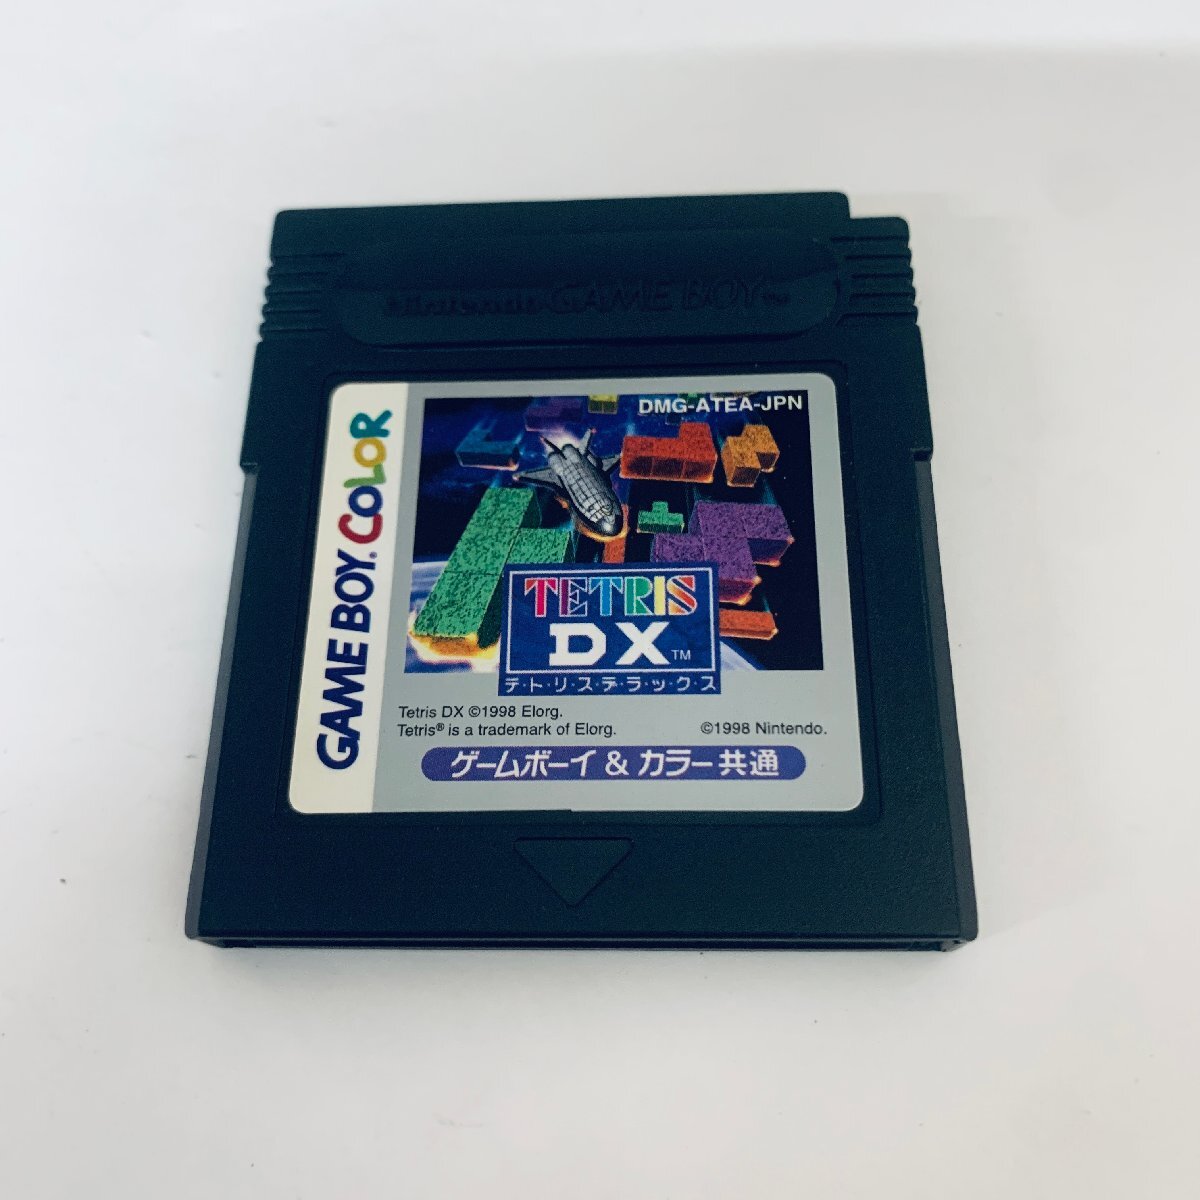 Nintendo GAME BOY™
GAME BOY COLOR
DMG-ATEA-JPN
TETRIS
DX™
テ・ト・リ・ス・デ・ラ・ッ・ク・ス
Tetris DX ©1998 Elorg.
Tetris® is a trademark of Elorg.
©1998 Nintendo.
ゲームボーイ & カラー共通